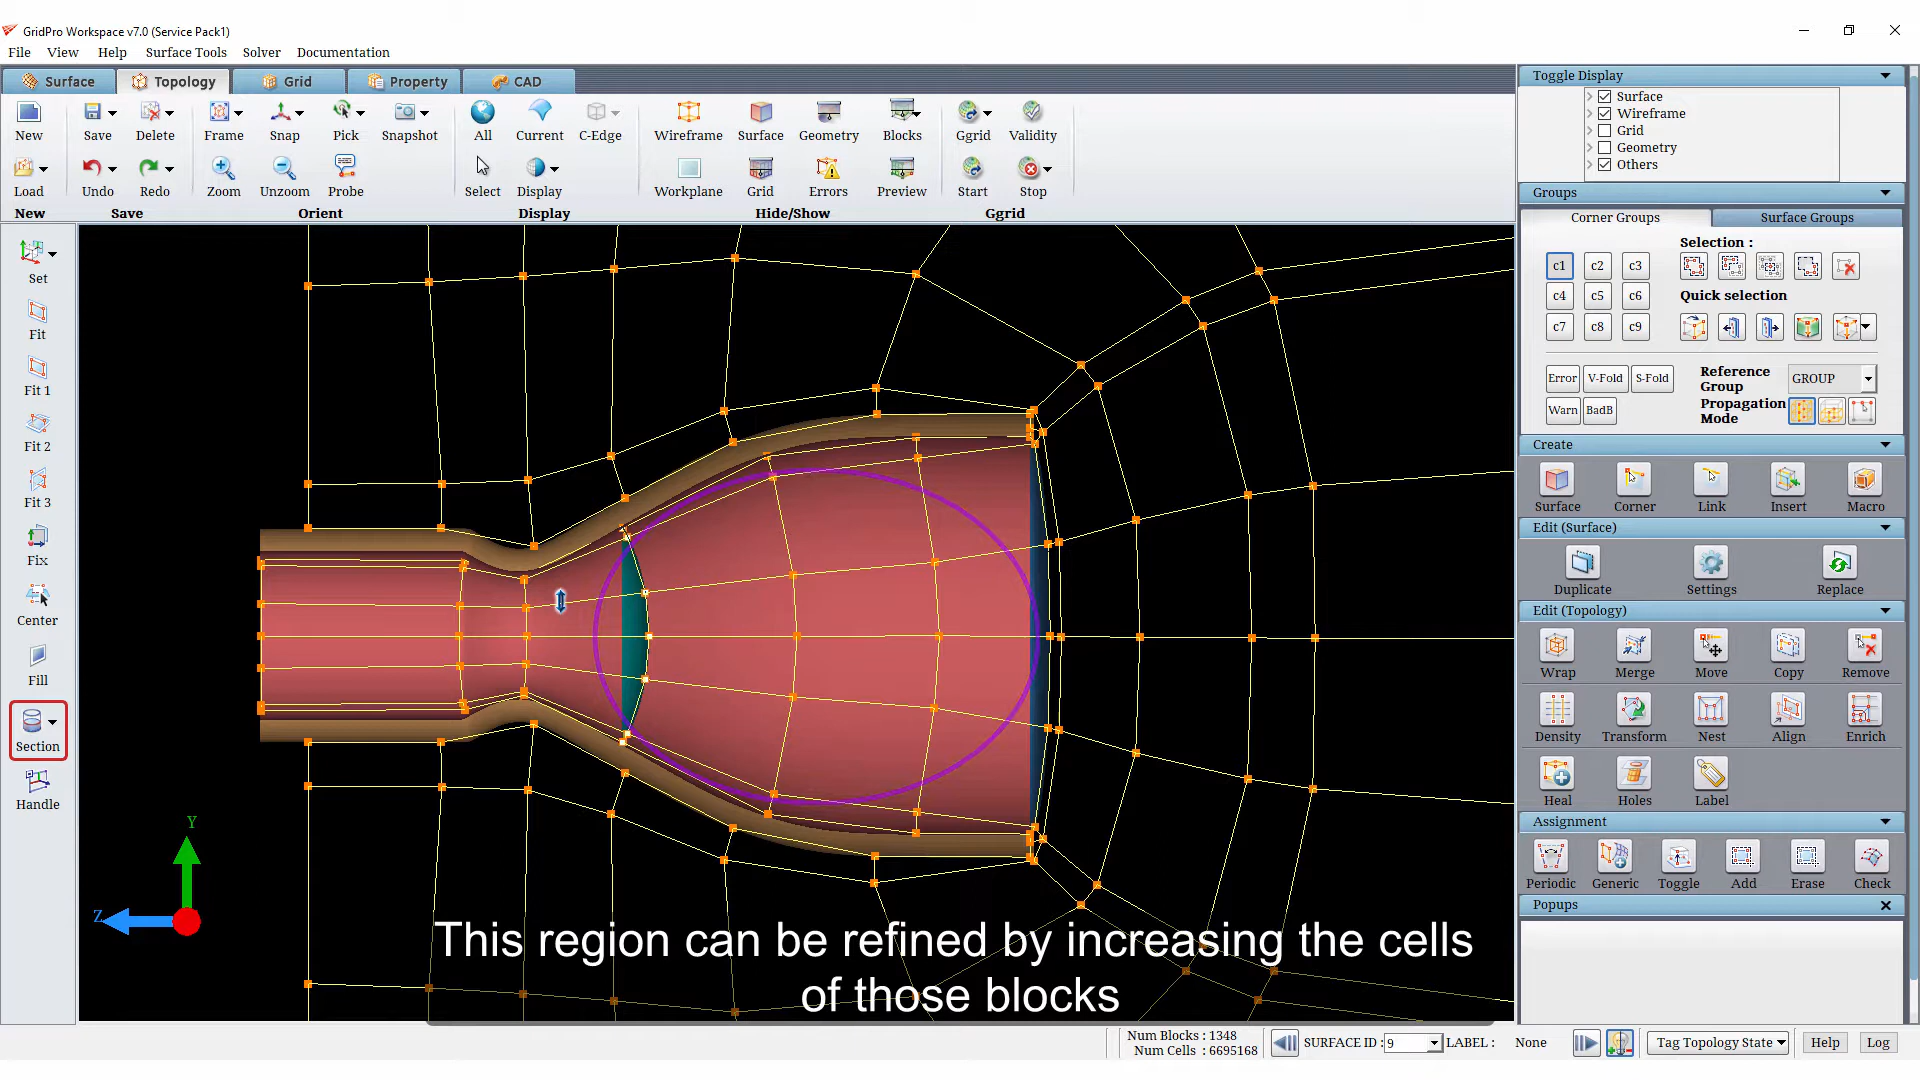 GridPro Workspace v7.0 (Service Pack1)
File View Help Surface Tools Solver Documentation
Surface Topology Grid Property CAD
New Save Delete Frame Snap Pick Snapshot All Current C-Edge Wireframe Surface Geometry Blocks Ggrid Validity
Load Undo Redo Zoom Unzoom Probe Select Display Workplane Grid Errors Preview Start Stop
New Save Orient Display Hide/Show Ggrid
Set
Fit
Fit 1
Fit 2
Fit 3
Fix
Center
Fill
Section
Handle
Y
Z
This region can be refined by increasing the cells
of those blocks
Toggle Display
Surface
Wireframe
Grid
Geometry
Others
Groups
Corner Groups Surface Groups
Selection :
c1 c2 c3
Quick selection
c4 c5 c6
c7 c8 c9
Error V-Fold S-Fold Reference Group GROUP
Warn BadB Propagation Mode
Create
Surface Corner Link Insert Macro
Edit (Surface)
Duplicate Settings Replace
Edit (Topology)
Wrap Merge Move Copy Remove
Density Transform Nest Align Enrich
Heal Holes Label
Assignment
Periodic Generic Toggle Add Erase Check
Popups
Num Blocks : 1348
Num Cells : 6695168
SURFACE ID : 9 LABEL : None Tag Topology State Help Log